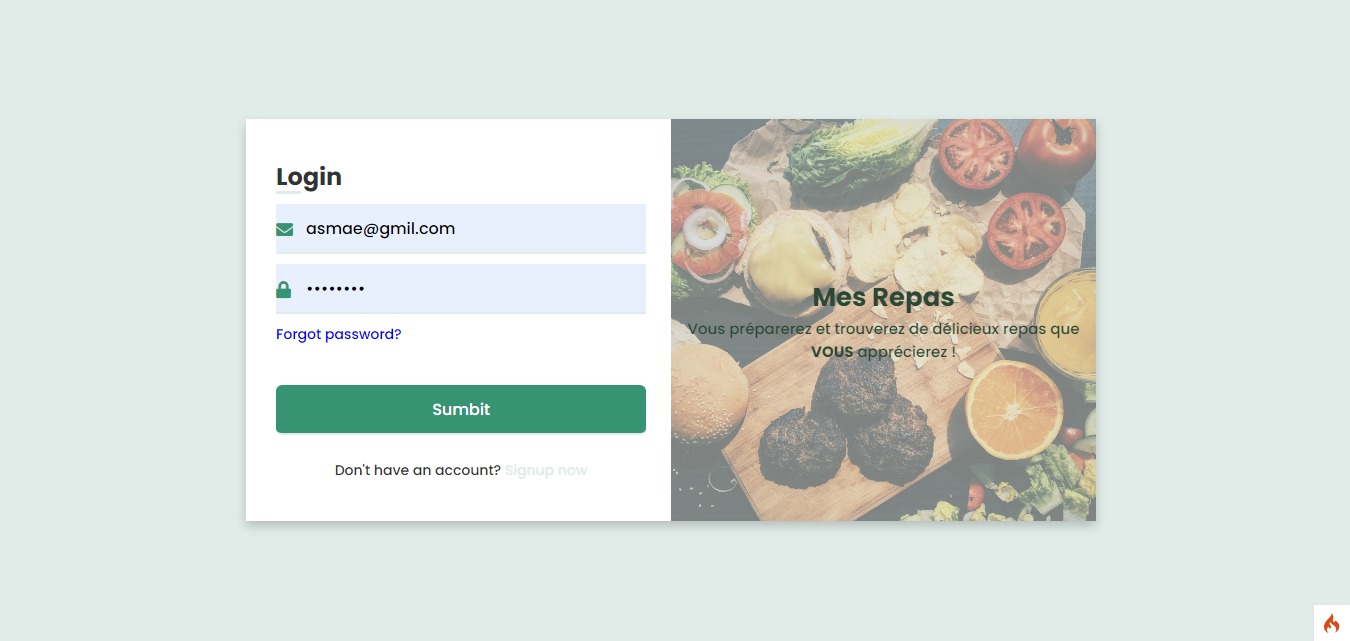 Login
asmae@gmil.com
••••••••
Forgot password?
Sumbit
Don't have an account? Signup now
Mes Repas
Vous préparerez et trouverez de délicieux repas que
VOUS apprécierez !